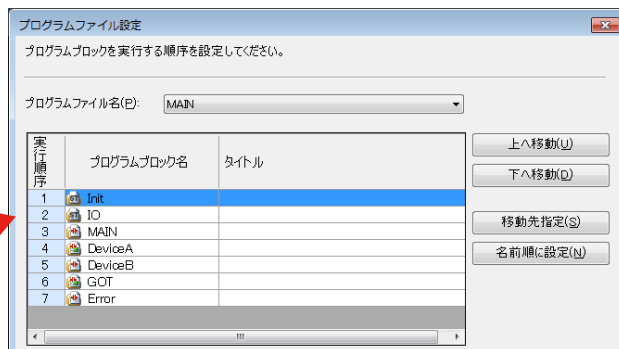 プログラムファイル設定
プログラムブロックを実行する順序を設定してください。
プログラムファイル名(P): MAIN
実行順序 プログラムブロック名 タイトル
1 Init
2 IO
3 MAIN
4 DeviceA
5 DeviceB
6 GOT
7 Error
上へ移動(U)
下へ移動(D)
移動先指定(S)
名前順に設定(N)